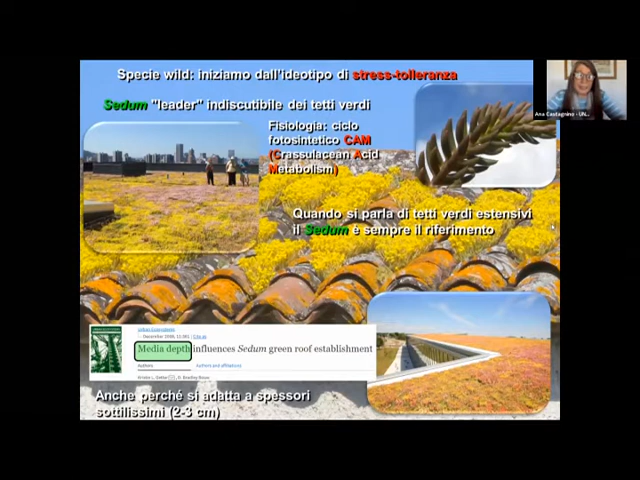 Specie wild: iniziamo dall'ideotipo di stress-tolleranza
Sedum "leader" indiscutibile dei tetti verdi
Fisiologia: ciclo
fotosintetico CAM
(Crassulacean Acid
Metabolism)
Quando si parla di tetti verdi estensivi
il Sedum è sempre il riferimento
Urban Ecosystems
Media depth influences Sedum green roof establishment
Authors
Authors and affiliations
Anche perché si adatta a spessori
sottilissimi (2-3 cm)
Ana Castagnino - UN...